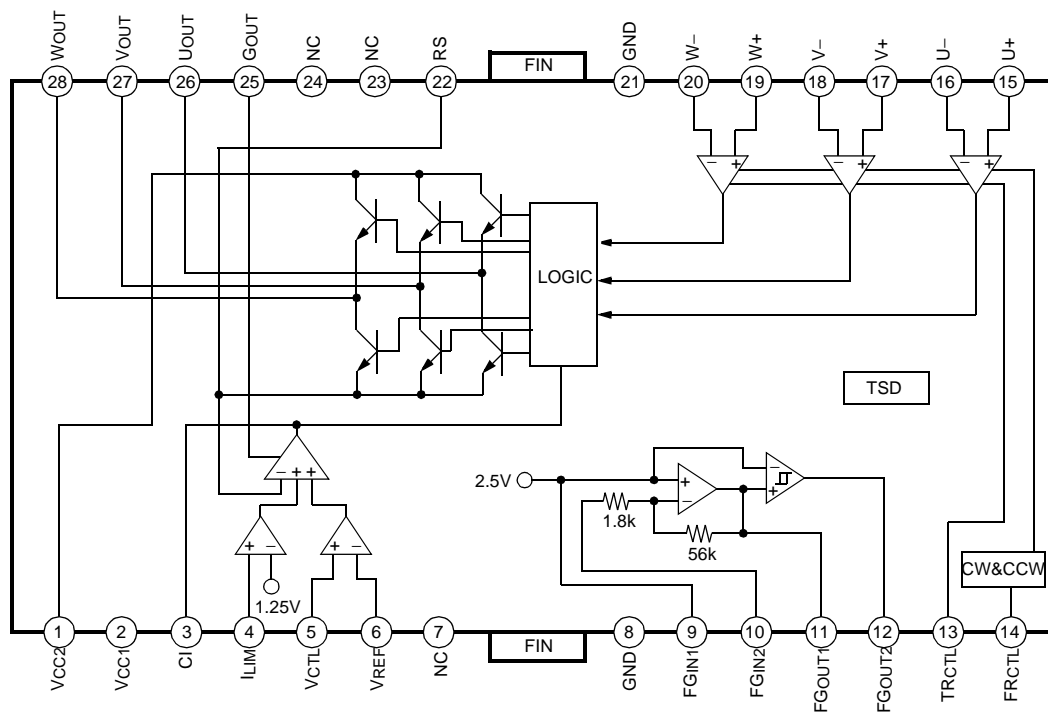 WOUT
VOUT
UOUT
GOUT
NC
NC
RS
GND
W−
W+
V−
V+
U−
U+
FIN
28
27
26
25
24
23
22
21
20
19
18
17
16
15
− +
− +
− +
LOGIC
TSD
− + +
2.5V
+
−
−
+
1.8k
56k
+ −
+ −
1.25V
CW&CCW
1
2
3
4
5
6
7
FIN
8
9
10
11
12
13
14
VCC2
VCC1
CI
ILIM
VCTL
VREF
NC
GND
FGIN1
FGIN2
FGOUT1
FGOUT2
TRCTL
FRCTL